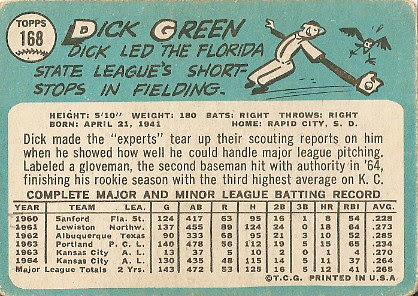 TOPPS
168
DICK GREEN
DICK LED THE FLORIDA
STATE LEAGUE'S SHORT-
STOPS IN FIELDING.
HEIGHT: 5'10" WEIGHT: 180 BATS: RIGHT THROWS: RIGHT
BORN: APRIL 21, 1941 HOME: RAPID CITY, S. D.
Dick made the "experts" tear up their scouting reports on him
when he showed how well he could handle major league pitching.
Labeled a gloveman, the second baseman hit with authority in '64,
finishing his rookie season with the third highest average on K. C.
COMPLETE MAJOR AND MINOR LEAGUE BATTING RECORD
YEAR TEAM LEA G AB R H 2B 3B HR RBI AV.
1960 Sanford Fla. St. 124 417 63 95 16 2 8 54 .228
1961 Lewiston Northw. 137 455 89 124 24 0 18 64 .273
1962 Albuquerque Texas 90 333 68 95 21 3 10 52 .285
1963 Portland P. C. L. 140 478 56 112 19 5 15 65 .234
1963 Kansas City A. L. 13 37 5 10 2 0 1 4 .270
1964 Kansas City A. L. 130 435 48 115 14 5 11 37 .264
Major League Totals 2 Yrs. 143 472 53 125 16 5 12 41 .265
© T.C.G. PRINTED IN U.S.A.